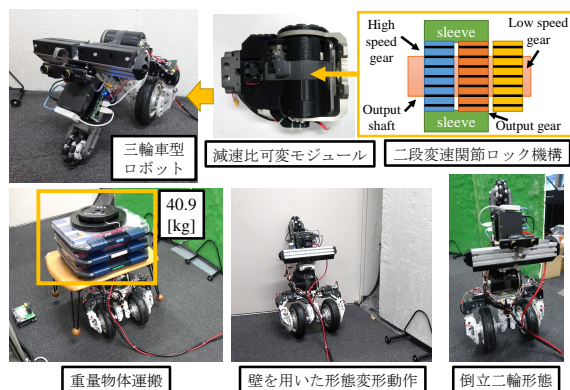 sleeve
High speed gear
Low speed gear
Output shaft
sleeve
Output gear
三輪車型
ロボット
減速比可変モジュール
二段変速関節ロック機構
40.9
[kg]
重量物体運搬
壁を用いた形態変形動作
倒立二輪形態